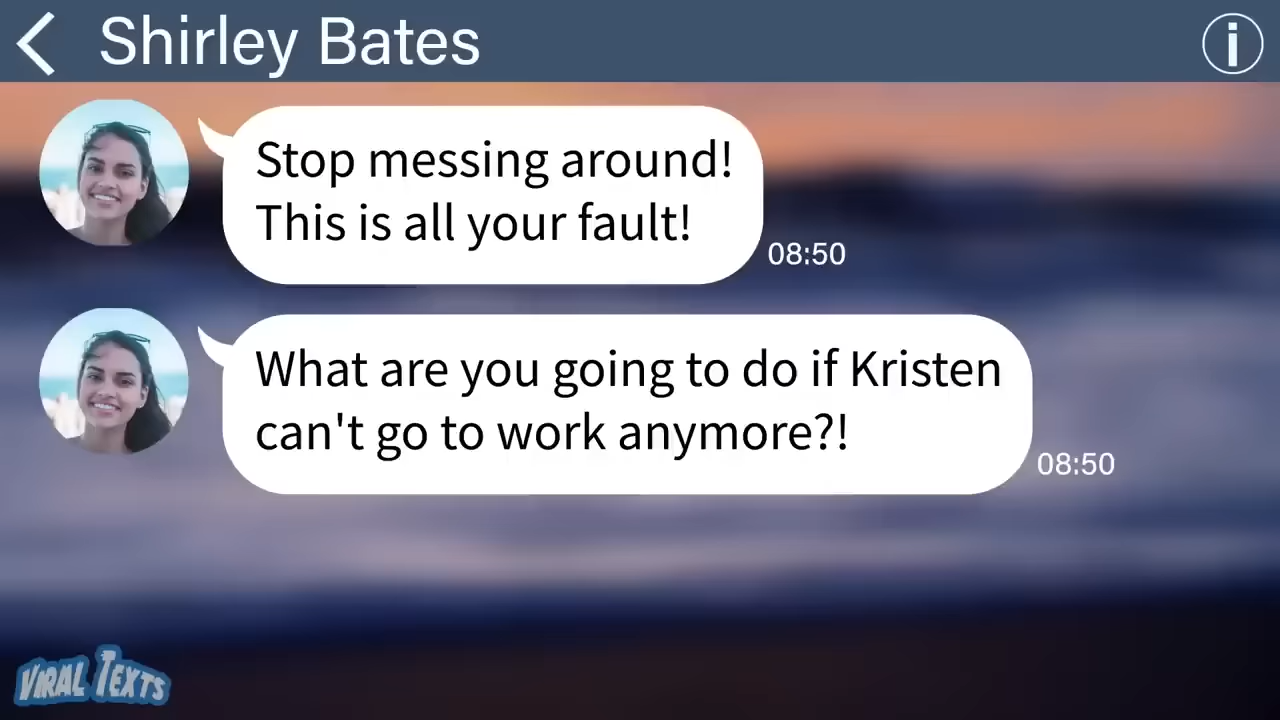 Shirley Bates
Stop messing around!
This is all your fault!
08:50
What are you going to do if Kristen
can't go to work anymore?!
08:50
VIRAL TEXTS